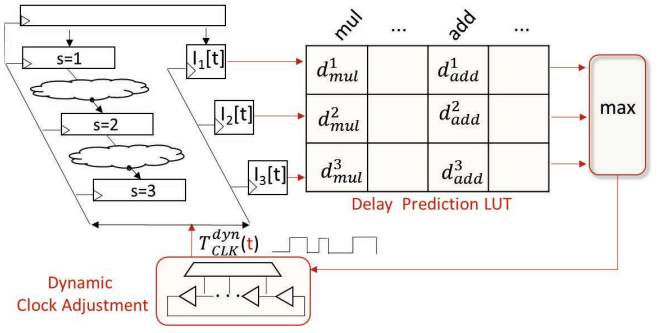 mul ... add ...
s=1 I₁[t] d¹mul d¹add
s=2 I₂[t] d²mul d²add max
s=3 I₃[t] d³mul d³add
Delay Prediction LUT
T^dyn_CLK(t)
Dynamic
Clock Adjustment
. . .